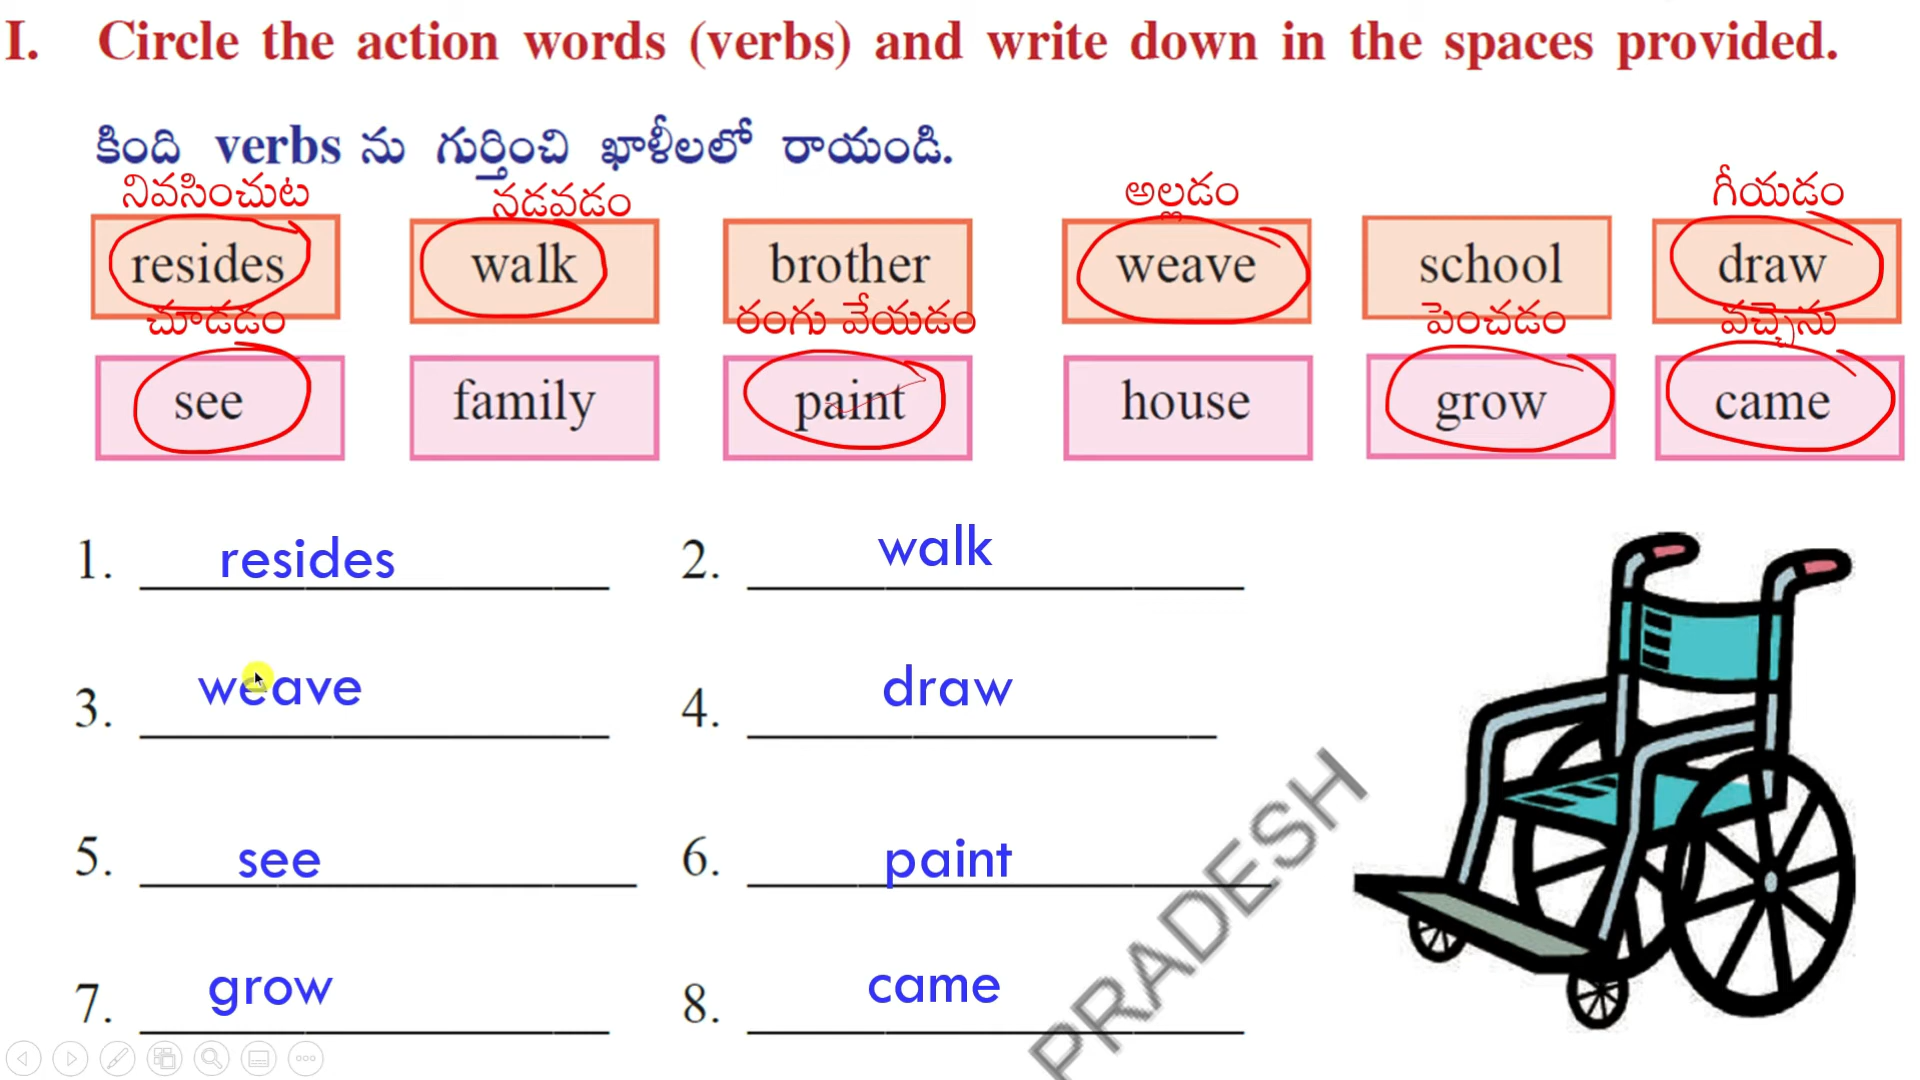 I. Circle the action words (verbs) and write down in the spaces provided.
కింది verbs ను గుర్తించి ఖాళీలలో రాయండి.
నివసించుట నడవడం అల్లడం గీయడం
resides walk brother weave school draw
చూడడం రంగు వేయడం పెంచడం వచ్చెను
see family paint house grow came
1. resides 2. walk
3. weave 4. draw
5. see 6. paint
7. grow 8. came
PRADESH